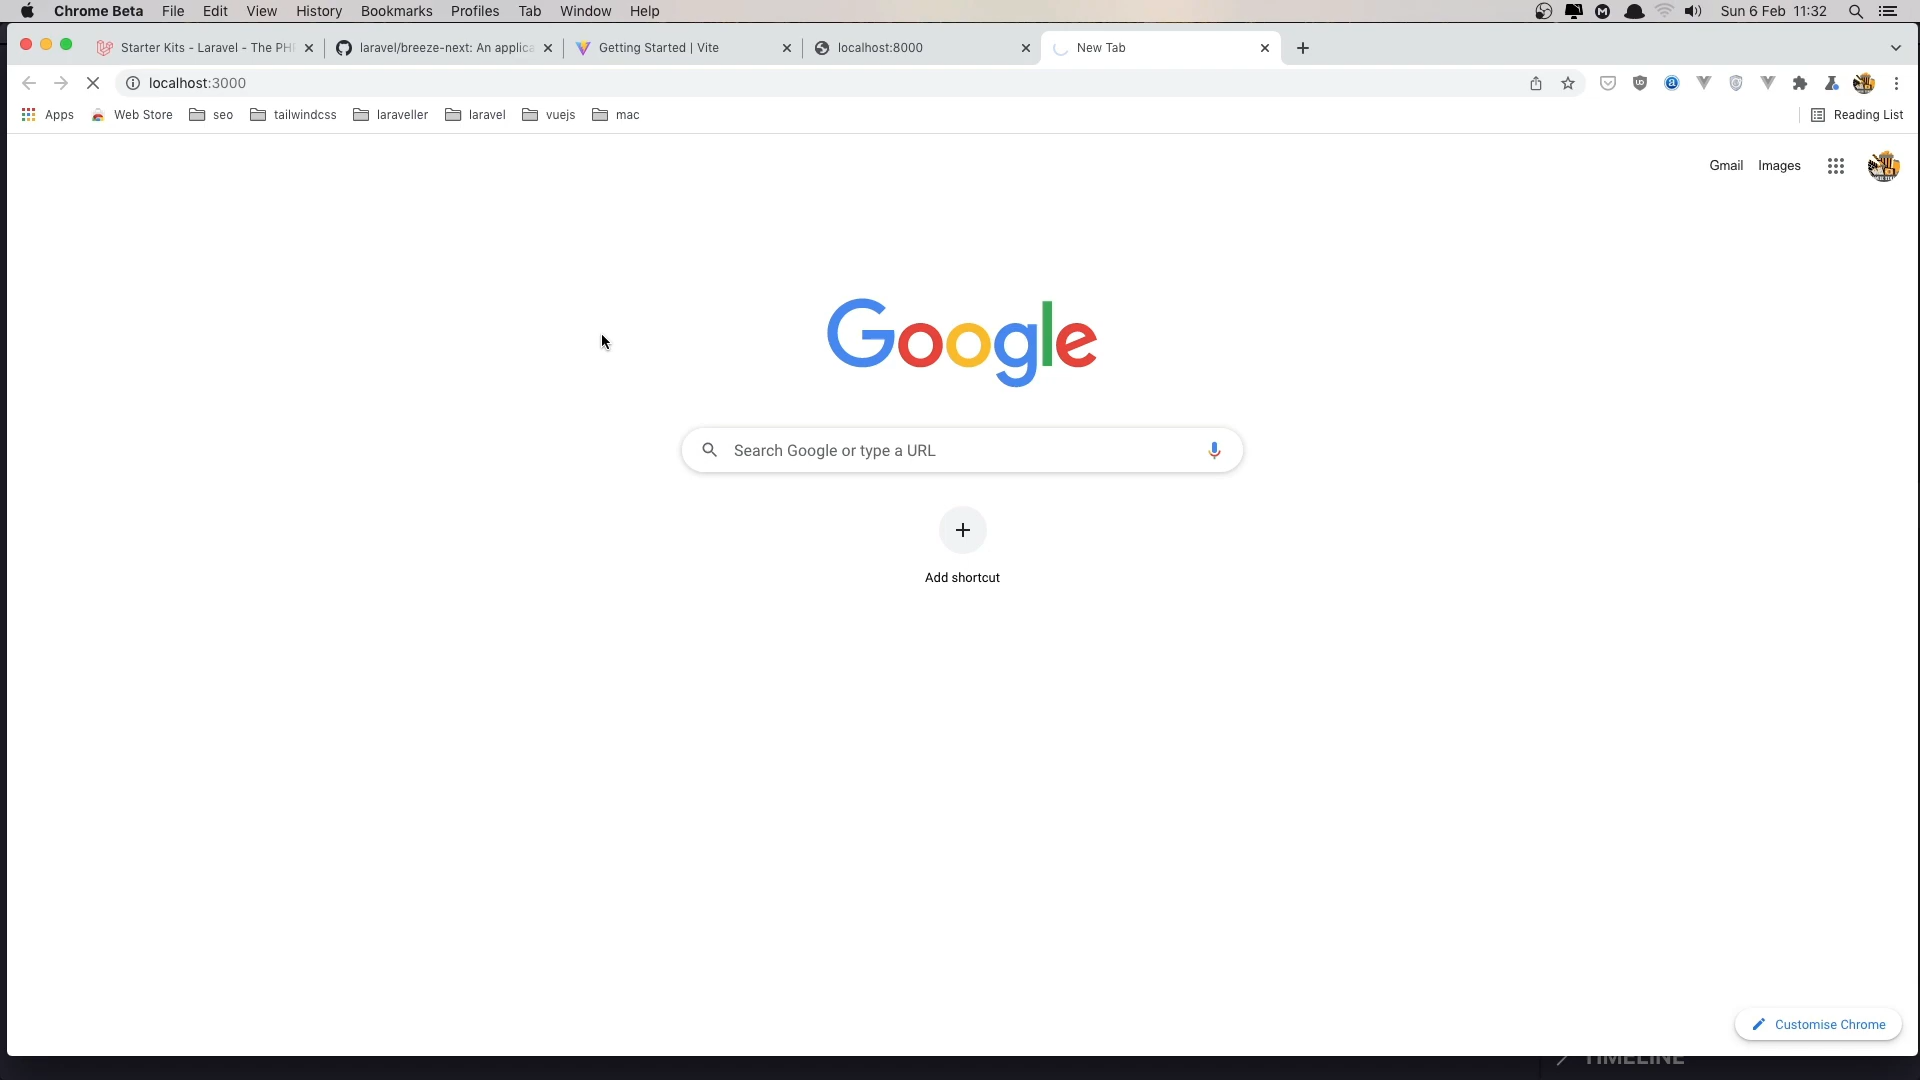 Chrome Beta File Edit View History Bookmarks Profiles Tab Window Help Sun 6 Feb 11:32
Starter Kits - Laravel - The PH laravel/breeze-next: An applica Getting Started | Vite localhost:8000 New Tab
localhost:3000
Apps Web Store seo tailwindcss laraveller laravel vuejs mac Reading List
Gmail Images
Google
Search Google or type a URL
Add shortcut
Customise Chrome
TIMELINE